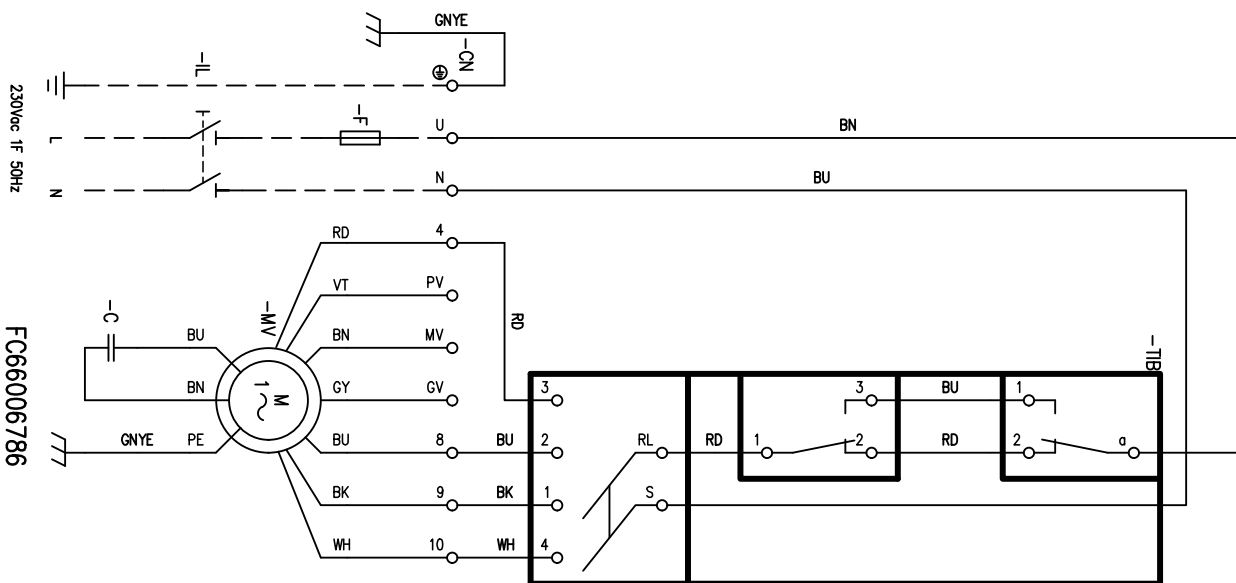 GNYE
-CN
-IL
-F
U
BN
230Vac 1F 50Hz
L
N
N
BU
RD
4
VT
PV
-MV
RD
-C
BU
BN
MV
-TIB
FC66006786
BN
M
1
GY
GV
3
3
BU
1
GNYE
PE
BU
8
BU
2
RL
RD
1
2
RD
2
a
BK
9
BK
1
S
WH
10
WH
4